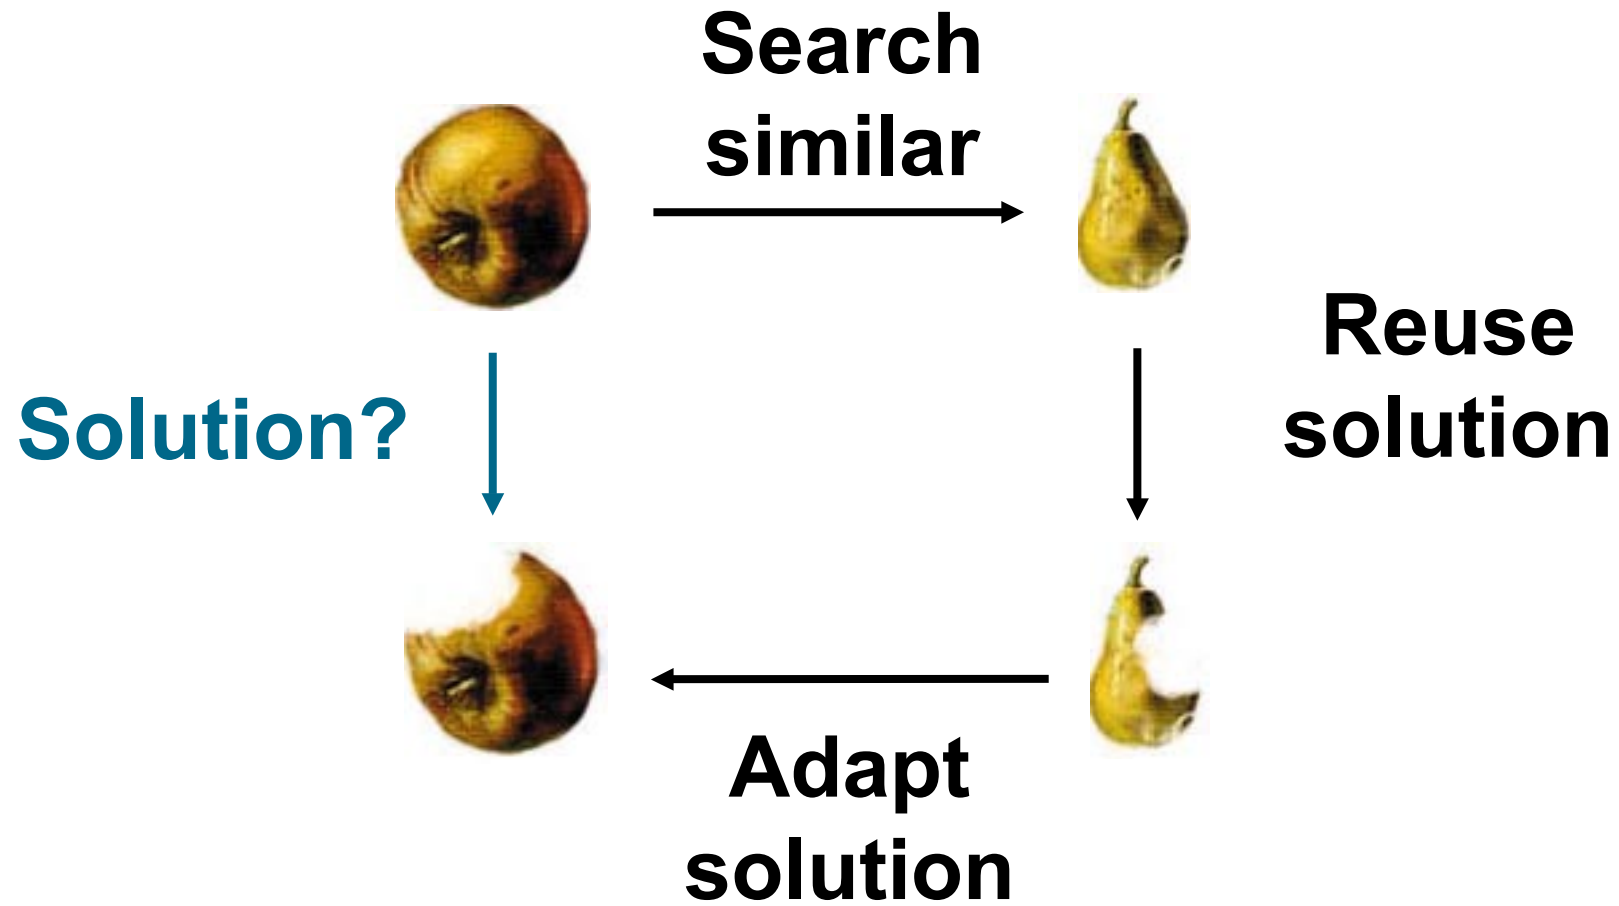 Search
similar
Reuse
solution
Solution?
Adapt
solution